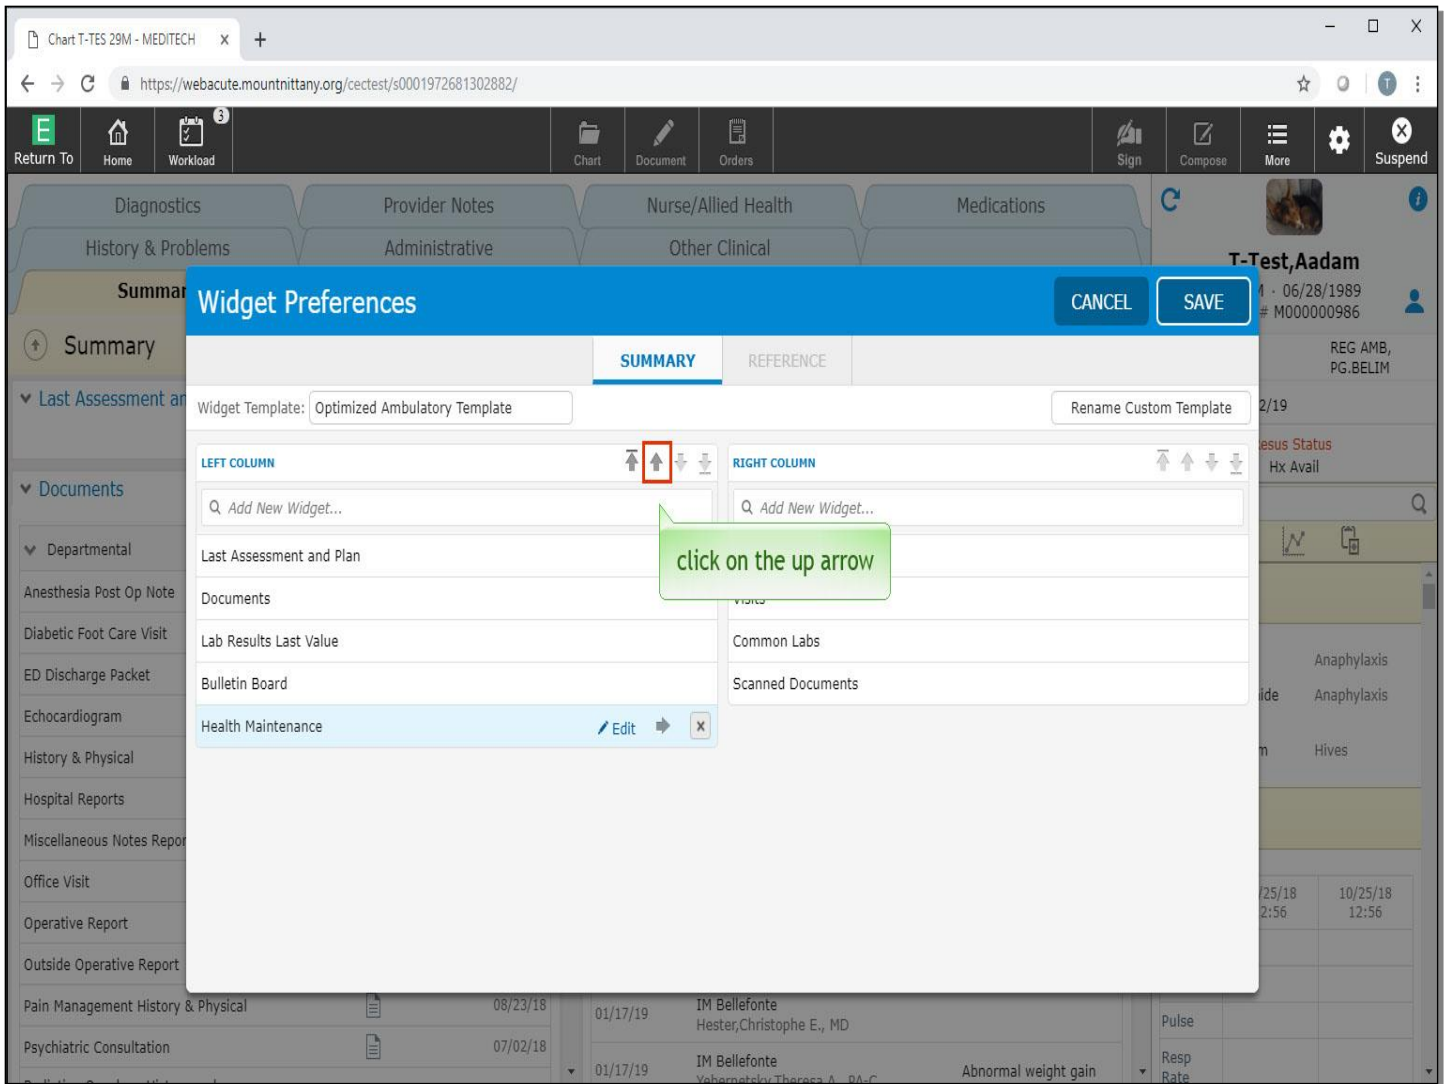 Chart T-TES 29M - MEDITECH
https://webacute.mountnittany.org/cectest/s0001972681302882/
E
Return To
Home
3
Workload
Chart
Document
Orders
Sign
Compose
More
Suspend
Diagnostics
Provider Notes
Nurse/Allied Health
Medications
History & Problems
Administrative
Other Clinical
T-Test,Aadam
06/28/1989
# M000000986
REG AMB,
PG.BELIM
Summary
Last Assessment
2/19
Status
Hx Avail
Documents
Departmental
Anesthesia Post Op Note
Diabetic Foot Care Visit
ED Discharge Packet
Echocardiogram
History & Physical
Hospital Reports
Miscellaneous Notes
Office Visit
Operative Report
Outside Operative Report
Pain Management History & Physical 08/23/18
Psychiatric Consultation 07/02/18
Widget Preferences
CANCEL
SAVE
SUMMARY
REFERENCE
Widget Template: Optimized Ambulatory Template
Rename Custom Template
LEFT COLUMN
Add New Widget...
Last Assessment and Plan
Documents
Lab Results Last Value
Bulletin Board
Health Maintenance Edit
click on the up arrow
RIGHT COLUMN
Add New Widget...
Visits
Common Labs
Scanned Documents
Anaphylaxis
Anaphylaxis
Hives
10/25/18
12:56
Pulse
Resp
Rate
01/17/19 IM Bellefonte
Hester,Christophe E., MD
01/17/19 IM Bellefonte Abnormal weight gain